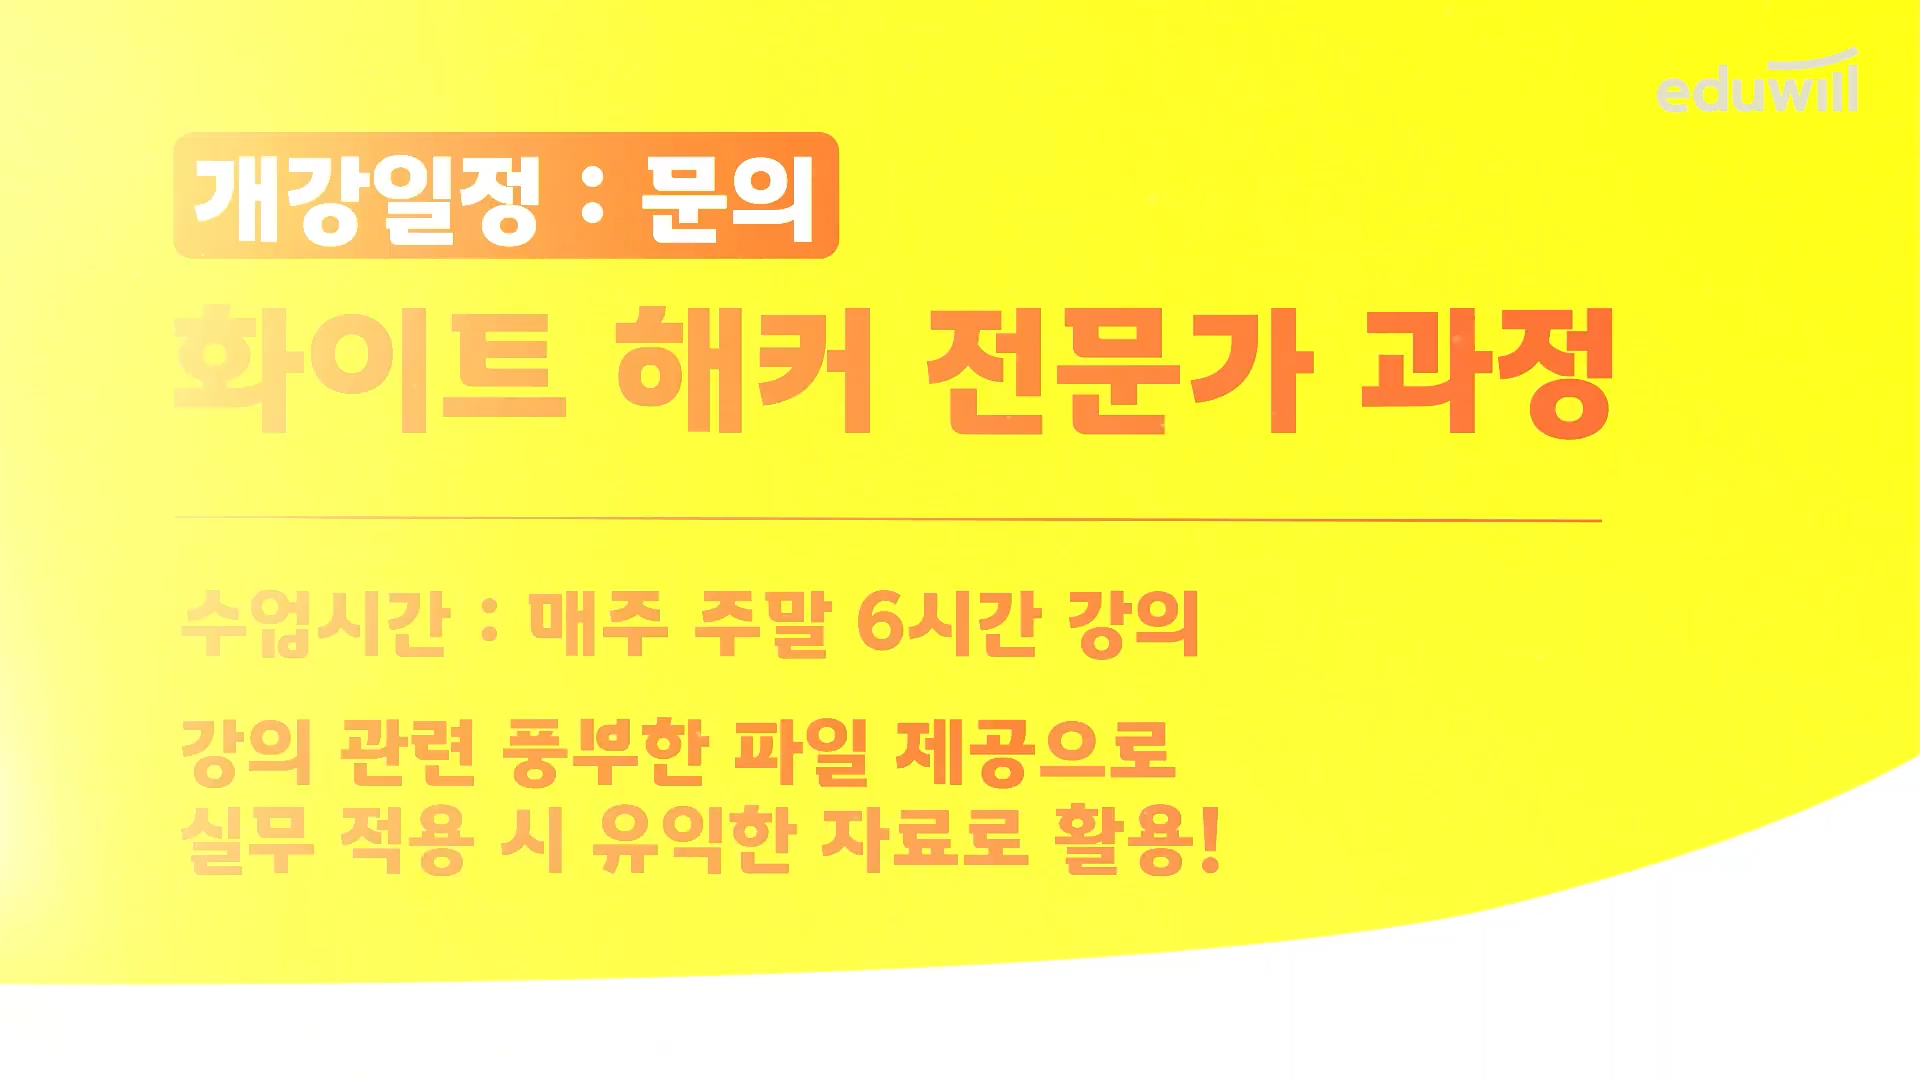 eduwill
개강일정 : 문의
화이트 해커 전문가 과정
수업시간 : 매주 주말 6시간 강의
강의 관련 풍부한 파일 제공으로
실무 적용 시 유익한 자료로 활용!